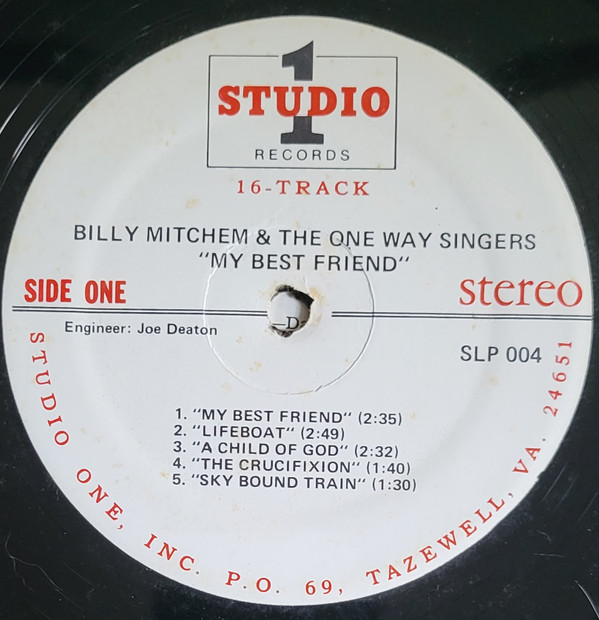 1
STUDIO
RECORDS
16-TRACK
BILLY MITCHEM & THE ONE WAY SINGERS
"MY BEST FRIEND"
SIDE ONE
stereo
Engineer: Joe Deaton
SLP 004
1. "MY BEST FRIEND" (2:35)
2. "LIFEBOAT" (2:49)
3. "A CHILD OF GOD" (2:32)
4. "THE CRUCIFIXION" (1:40)
5. "SKY BOUND TRAIN" (1:30)
STUDIO ONE, INC. P.O. 69, TAZEWELL, VA. 24651